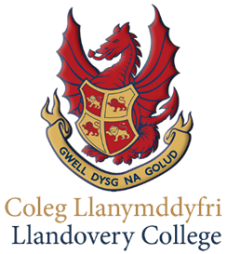 GWELL DYSG NA GOLUD
Coleg Llanymddyfri
Llandovery College